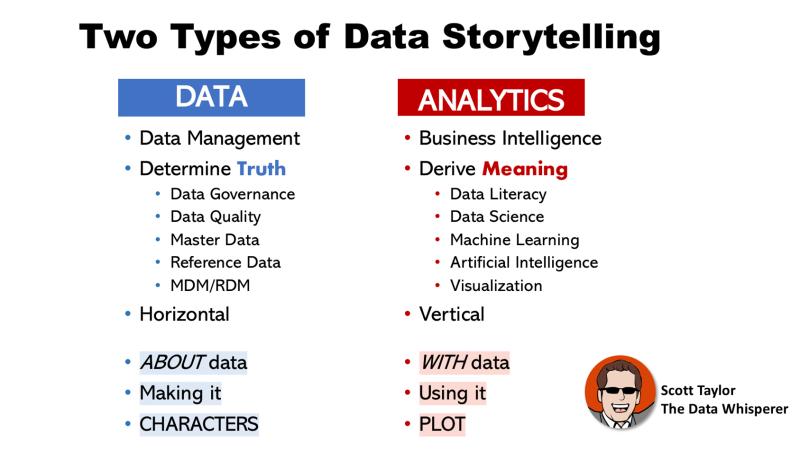 Two Types of Data Storytelling
DATA
• Data Management
• Determine Truth
• Data Governance
• Data Quality
• Master Data
• Reference Data
• MDM/RDM
• Horizontal
• ABOUT data
• Making it
• CHARACTERS
ANALYTICS
• Business Intelligence
• Derive Meaning
• Data Literacy
• Data Science
• Machine Learning
• Artificial Intelligence
• Visualization
• Vertical
• WITH data
• Using it
• PLOT
Scott Taylor
The Data Whisperer